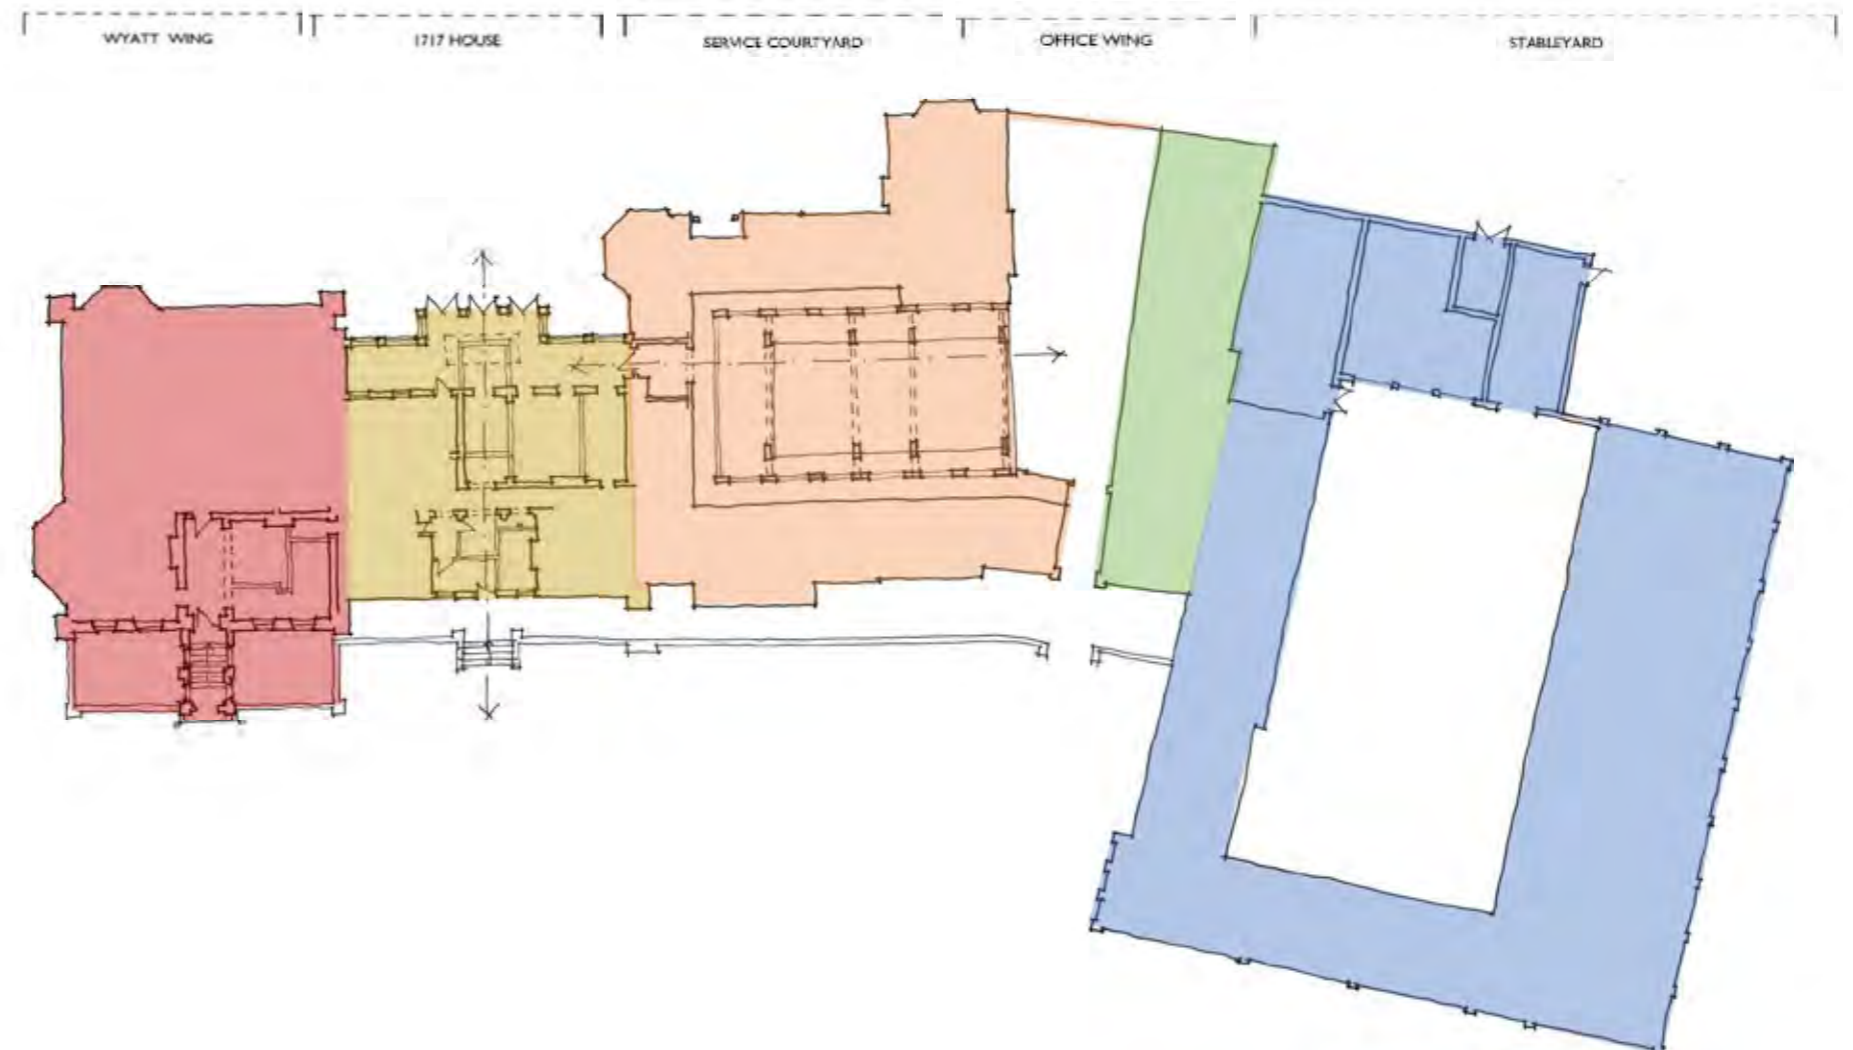 WYATT WING
1717 HOUSE
SERVICE COURTYARD
OFFICE WING
STABLEYARD